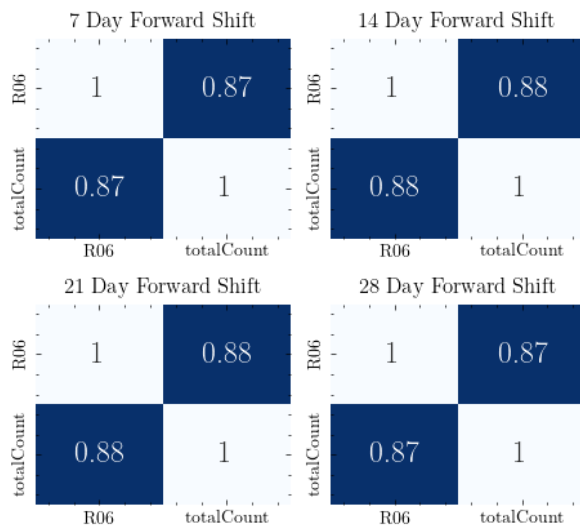 7 Day Forward Shift
R06
1
0.87
totalCount
0.87
1
R06
totalCount
14 Day Forward Shift
R06
1
0.88
totalCount
0.88
1
R06
totalCount
21 Day Forward Shift
R06
1
0.88
totalCount
0.88
1
R06
totalCount
28 Day Forward Shift
R06
1
0.87
totalCount
0.87
1
R06
totalCount